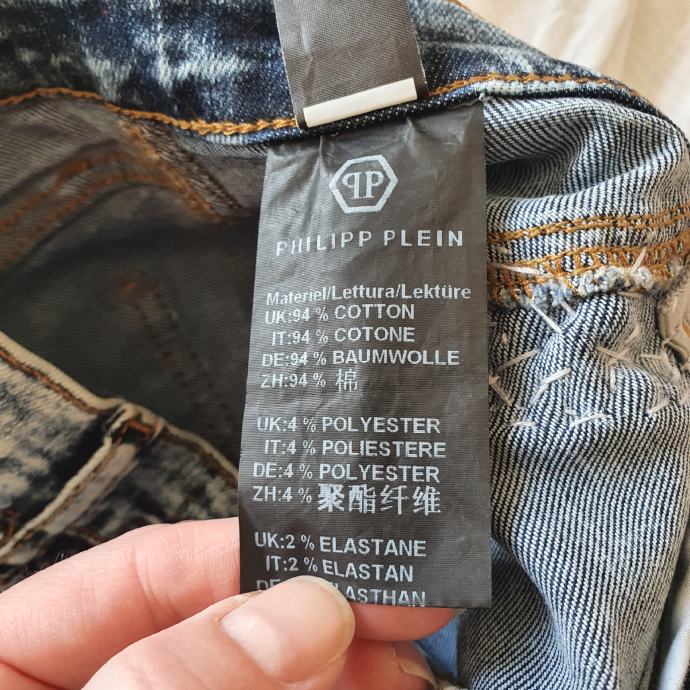 PP
PHILIPP PLEIN
Materiel/Lettura/Lektüre
UK:94 % COTTON
IT:94 % COTONE
DE:94 % BAUMWOLLE
ZH:94 % 棉
UK:4 % POLYESTER
IT:4 % POLIESTERE
DE:4 % POLYESTER
ZH:4 % 聚酯纤维
UK:2 % ELASTANE
IT:2 % ELASTAN